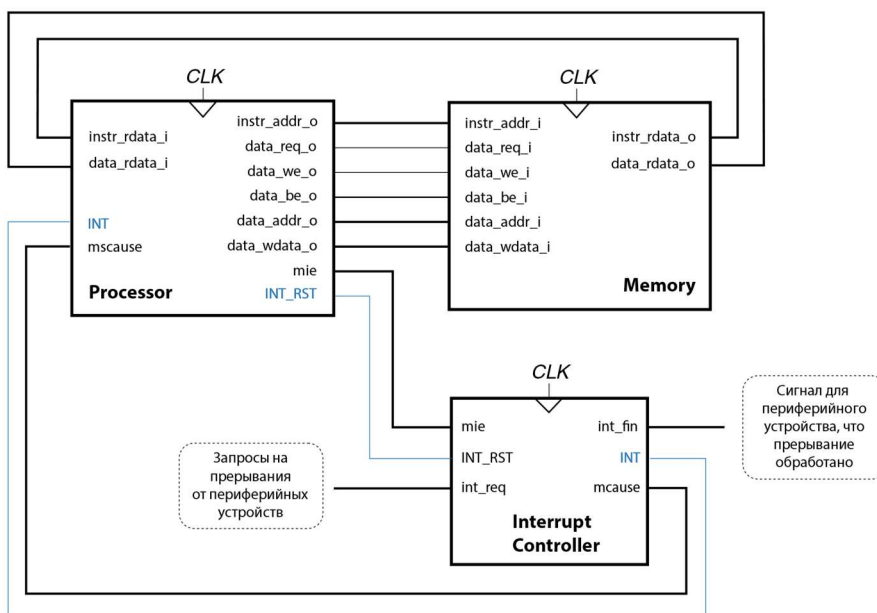 CLK
CLK
instr_rdata_i
data_rdata_i
INT
mscause
Processor
instr_addr_o
data_req_o
data_we_o
data_be_o
data_addr_o
data_wdata_o
mie
INT_RST
instr_addr_i
data_req_i
data_we_i
data_be_i
data_addr_i
data_wdata_i
instr_rdata_o
data_rdata_o
Memory
CLK
mie
INT_RST
int_req
int_fin
INT
mcause
Interrupt
Controller
Запросы на
прерывания
от периферийных
устройств
Сигнал для
периферийного
устройства, что
прерывание
обработано